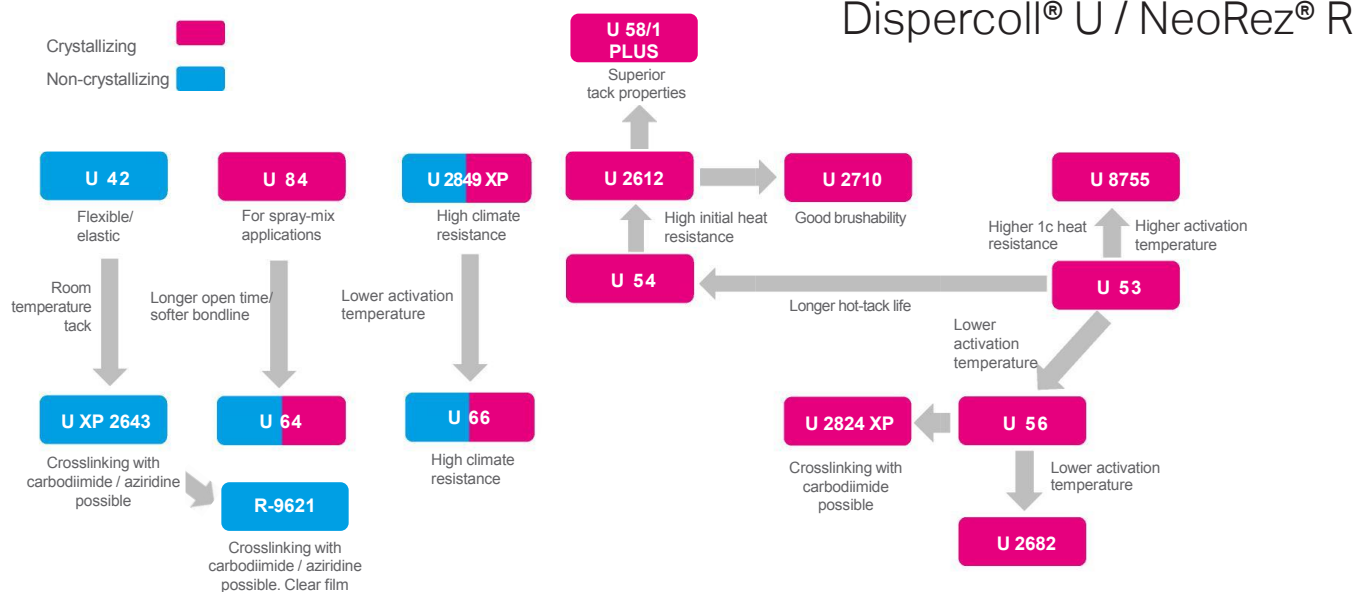 Dispercoll® U / NeoRez® R
Crystallizing
Non-crystallizing
U 58/1
PLUS
Superior
tack properties
U 42
Flexible/
elastic
U 84
For spray-mix
applications
U 2849 XP
High climate
resistance
U 2612
High initial heat
resistance
U 2710
Good brushability
U 8755
Higher 1c heat
resistance
Higher activation
temperature
U 54
U 53
Longer hot-tack life
Room
temperature
tack
Longer open time/
softer bondline
Lower activation
temperature
Lower
activation
temperature
U XP 2643
Crosslinking with
carbodiimide / aziridine
possible
U 64
U 66
High climate
resistance
U 2824 XP
Crosslinking with
carbodiimide
possible
U 56
Lower activation
temperature
R-9621
Crosslinking with
carbodiimide / aziridine
possible. Clear film
U 2682